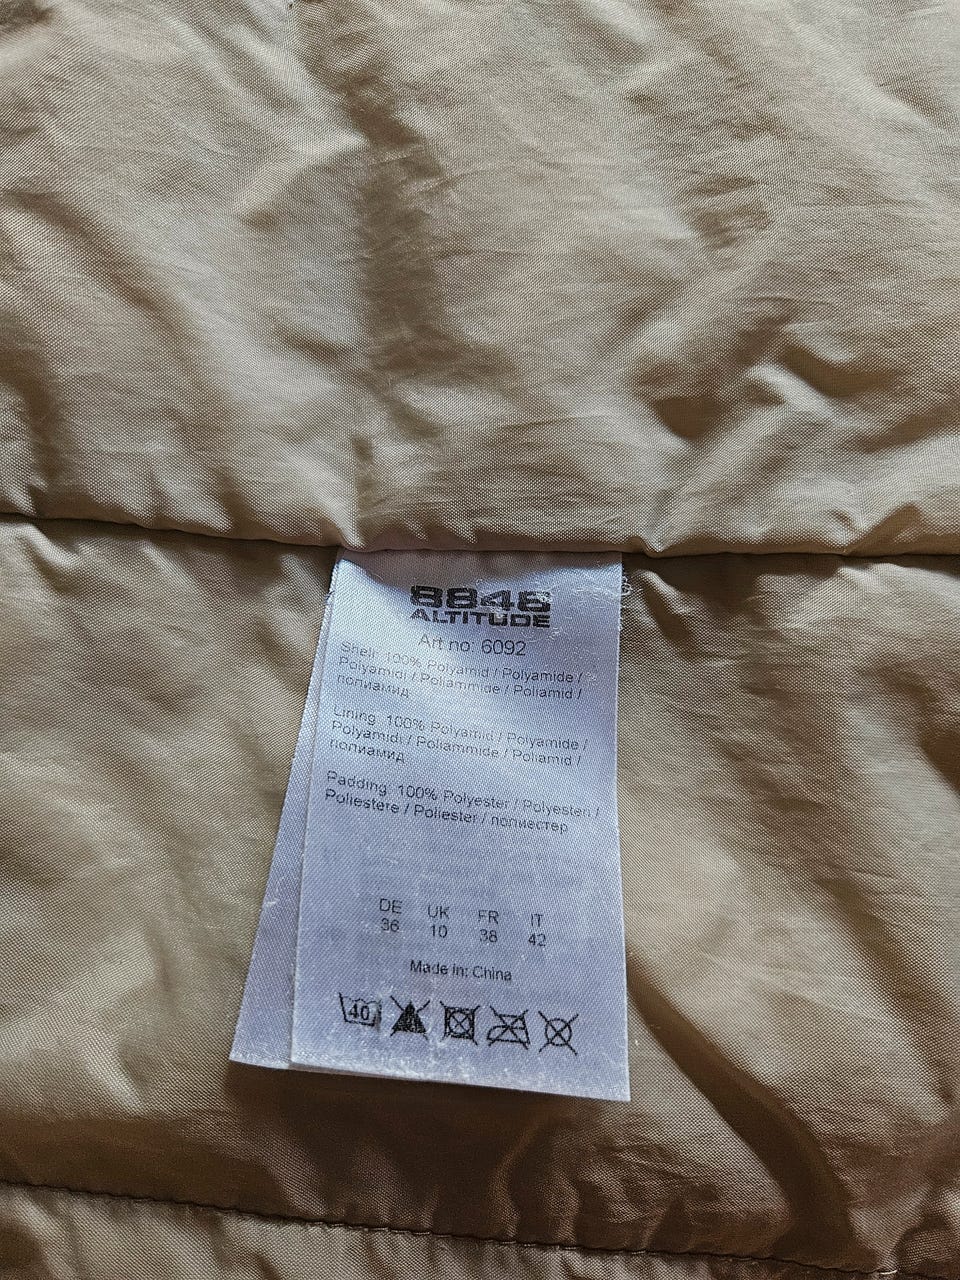 8848
ALTITUDE
Art no: 6092
Shell: 100% Polyamid / Polyamide /
Polyamidi / Poliammide / Poliamid /
полиамид
Lining: 100% Polyamid / Polyamide /
Polyamidi / Poliammide / Poliamid /
полиамид
Padding: 100% Polyester / Polyesteri /
Poliestere / Poliester / полиестер
DE UK FR IT
36 10 38 42
Made in: China
40